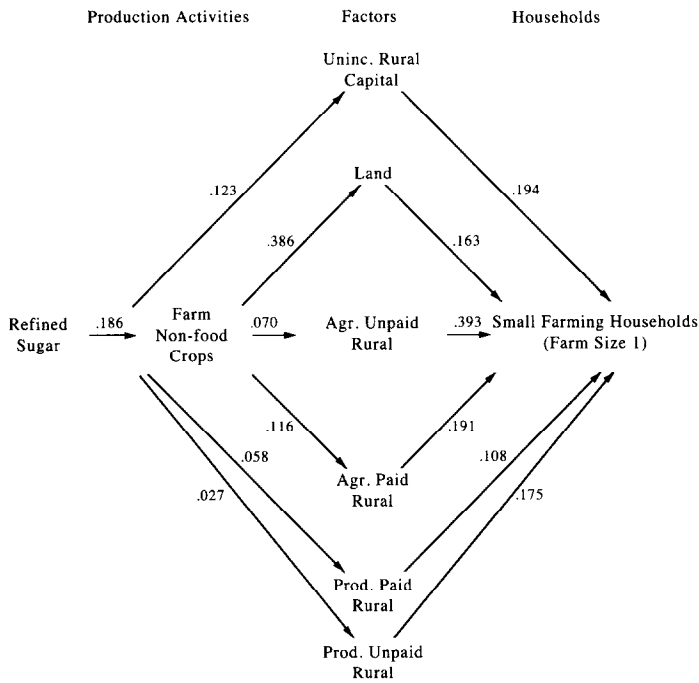 Production Activities Factors Households
Uninc. Rural
Capital
.123 .194
Land
.386 .163
Refined
Sugar
.186
Farm
Non-food
Crops
.070
Agr. Unpaid
Rural
.393
Small Farming Households
(Farm Size 1)
.116 .191
.058 .108
.027 .175
Agr. Paid
Rural
Prod. Paid
Rural
Prod. Unpaid
Rural